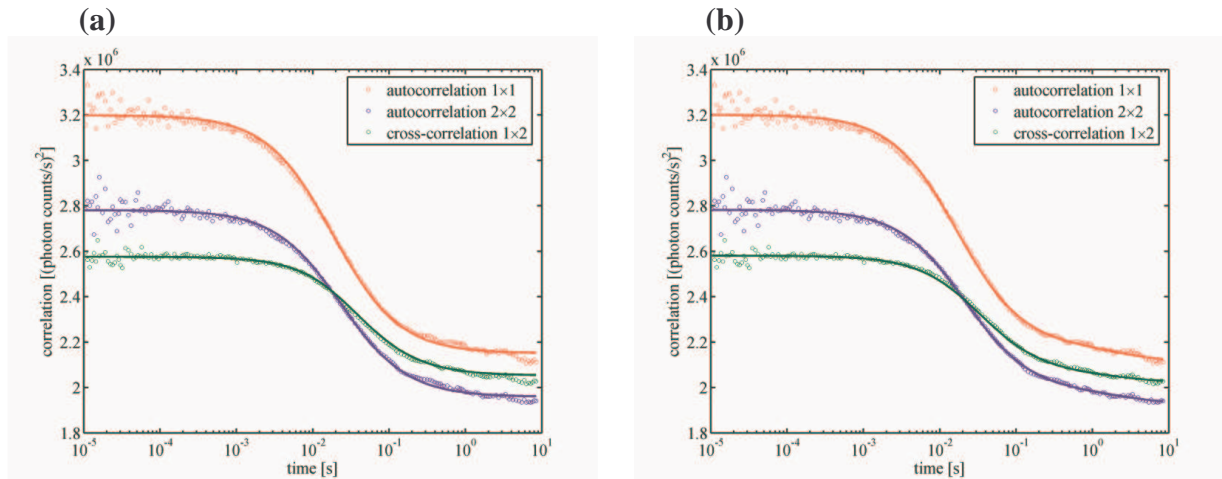 (a)
(b)
x 10^6
3.4
3.2
3
2.8
2.6
2.4
2.2
2
1.8
correlation [(photon counts/s)^2]
autocorrelation 1×1
autocorrelation 2×2
cross-correlation 1×2
10^-5
10^-4
10^-3
10^-2
10^-1
10^0
10^1
time [s]
x 10^6
3.4
3.2
3
2.8
2.6
2.4
2.2
2
1.8
correlation [(photon counts/s)^2]
autocorrelation 1×1
autocorrelation 2×2
cross-correlation 1×2
10^-5
10^-4
10^-3
10^-2
10^-1
10^0
10^1
time [s]